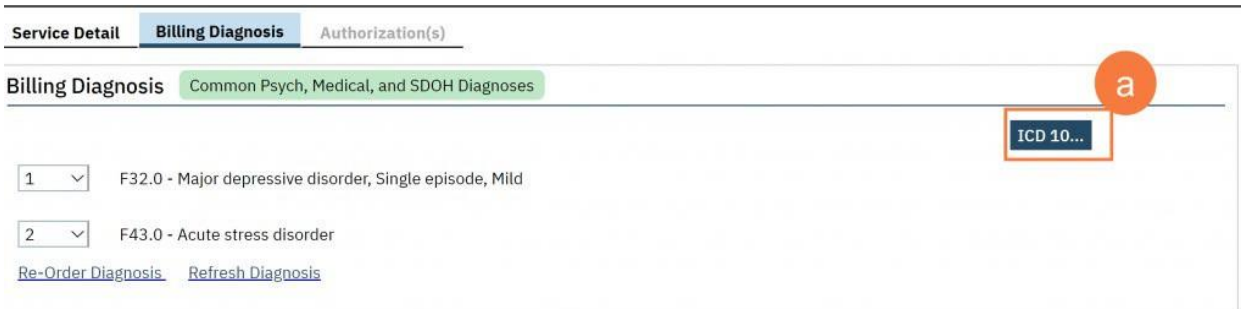 Service Detail Billing Diagnosis Authorization(s)
Billing Diagnosis Common Psych, Medical, and SDOH Diagnoses
a
ICD 10...
1 F32.0 - Major depressive disorder, Single episode, Mild
2 F43.0 - Acute stress disorder
Re-Order Diagnosis Refresh Diagnosis